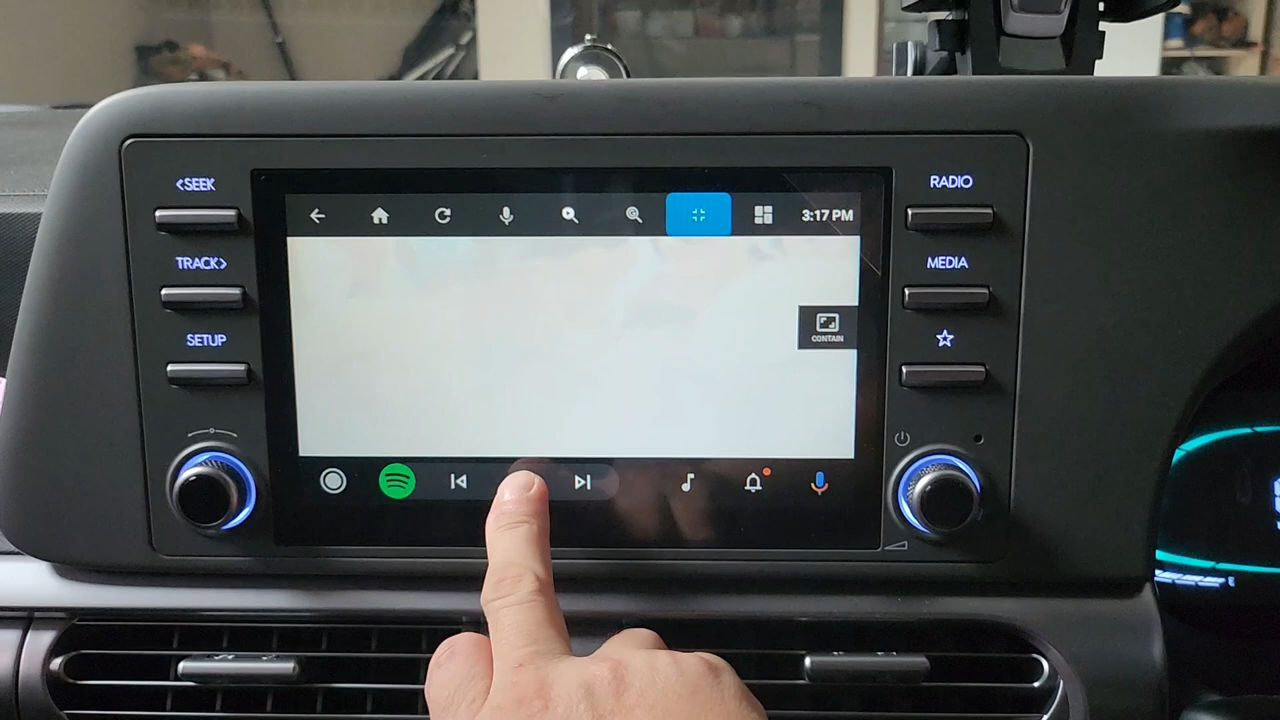 <SEEK
TRACK>
SETUP
3:17 PM
CONTAIN
RADIO
MEDIA